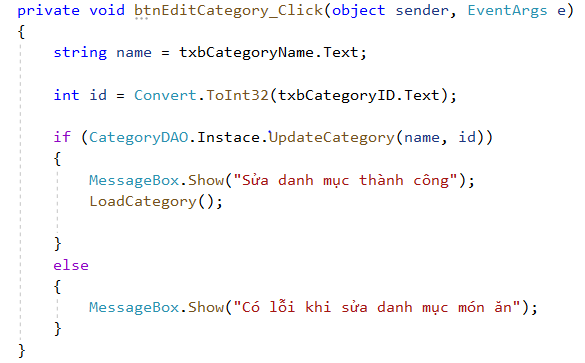 private void btnEditCategory_Click(object sender, EventArgs e)
{
string name = txbCategoryName.Text;
int id = Convert.ToInt32(txbCategoryID.Text);
if (CategoryDAO.Instace.UpdateCategory(name, id))
{
MessageBox.Show("Sửa danh mục thành công");
LoadCategory();
}
else
{
MessageBox.Show("Có lỗi khi sửa danh mục món ăn");
}
}